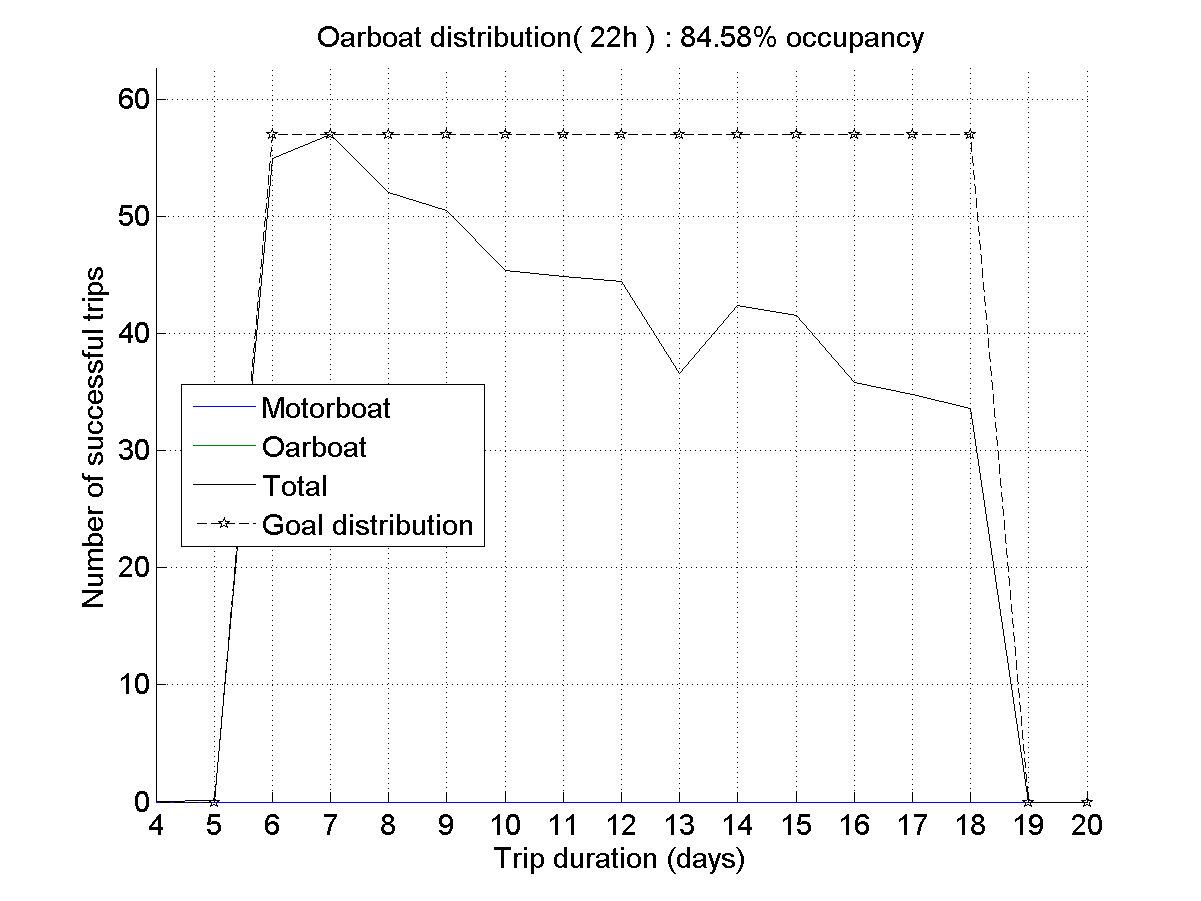 Oarboat distribution( 22h ) : 84.58% occupancy
Number of successful trips
60
50
40
30
20
10
0
Motorboat
Oarboat
Total
Goal distribution
4 5 6 7 8 9 10 11 12 13 14 15 16 17 18 19 20
Trip duration (days)